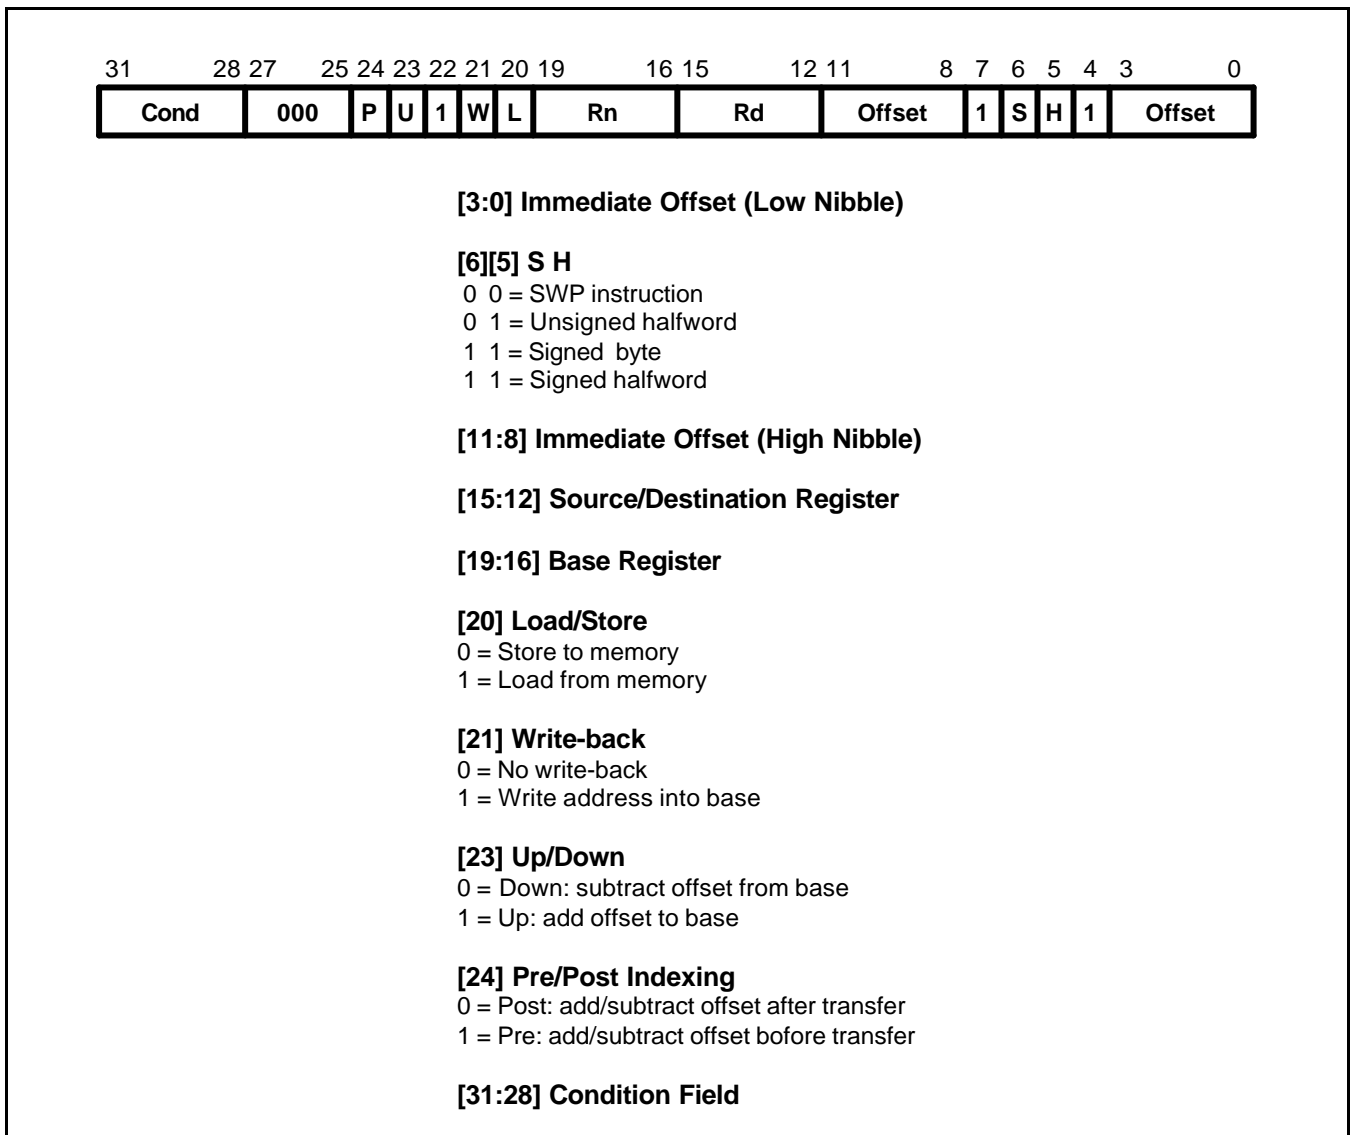 31 28 27 25 24 23 22 21 20 19 16 15 12 11 8 7 6 5 4 3 0
Cond 000 P U 1 W L Rn Rd Offset 1 S H 1 Offset
[3:0] Immediate Offset (Low Nibble)
[6][5] S H
0 0 = SWP instruction
0 1 = Unsigned halfword
1 1 = Signed byte
1 1 = Signed halfword
[11:8] Immediate Offset (High Nibble)
[15:12] Source/Destination Register
[19:16] Base Register
[20] Load/Store
0 = Store to memory
1 = Load from memory
[21] Write-back
0 = No write-back
1 = Write address into base
[23] Up/Down
0 = Down: subtract offset from base
1 = Up: add offset to base
[24] Pre/Post Indexing
0 = Post: add/subtract offset after transfer
1 = Pre: add/subtract offset bofore transfer
[31:28] Condition Field